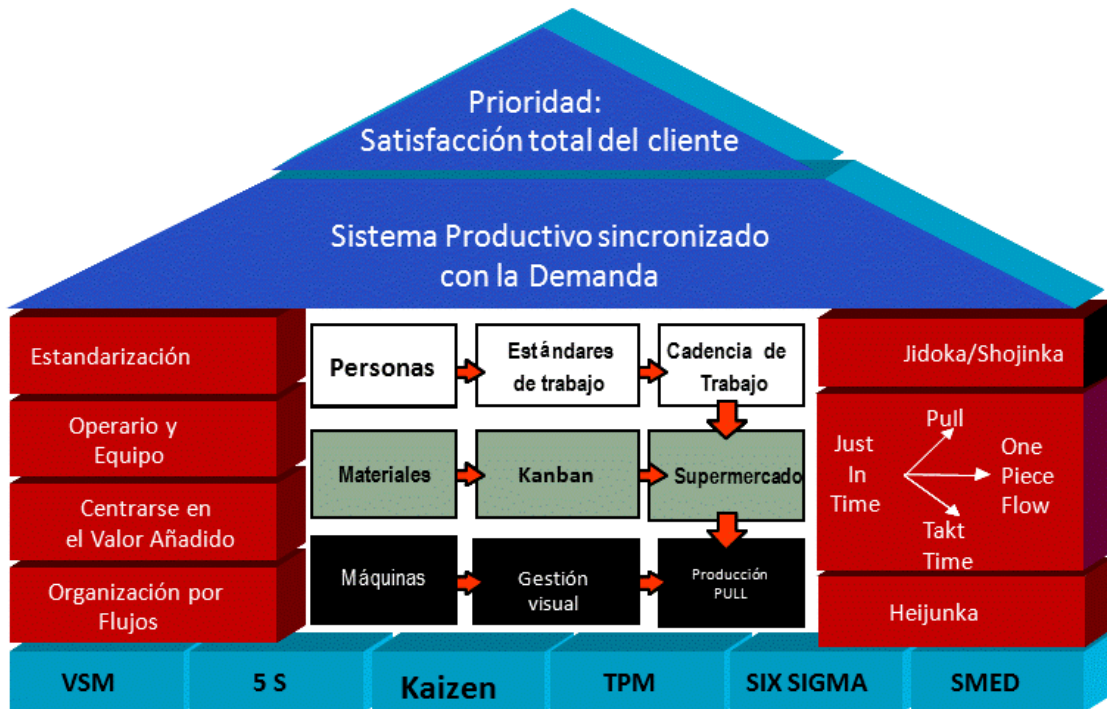 Prioridad:
Satisfacción total del cliente
Sistema Productivo sincronizado
con la Demanda
Estandarización
Operario y
Equipo
Centrarse en
el Valor Añadido
Organización por
Flujos
Personas
Estándares
de trabajo
Cadencia de
Trabajo
Materiales
Kanban
Supermercado
Máquinas
Gestión
visual
Producción
PULL
Jidoka/Shojinka
Just
In
Time
Pull
One
Piece
Flow
Takt
Time
Heijunka
VSM
5 S
Kaizen
TPM
SIX SIGMA
SMED